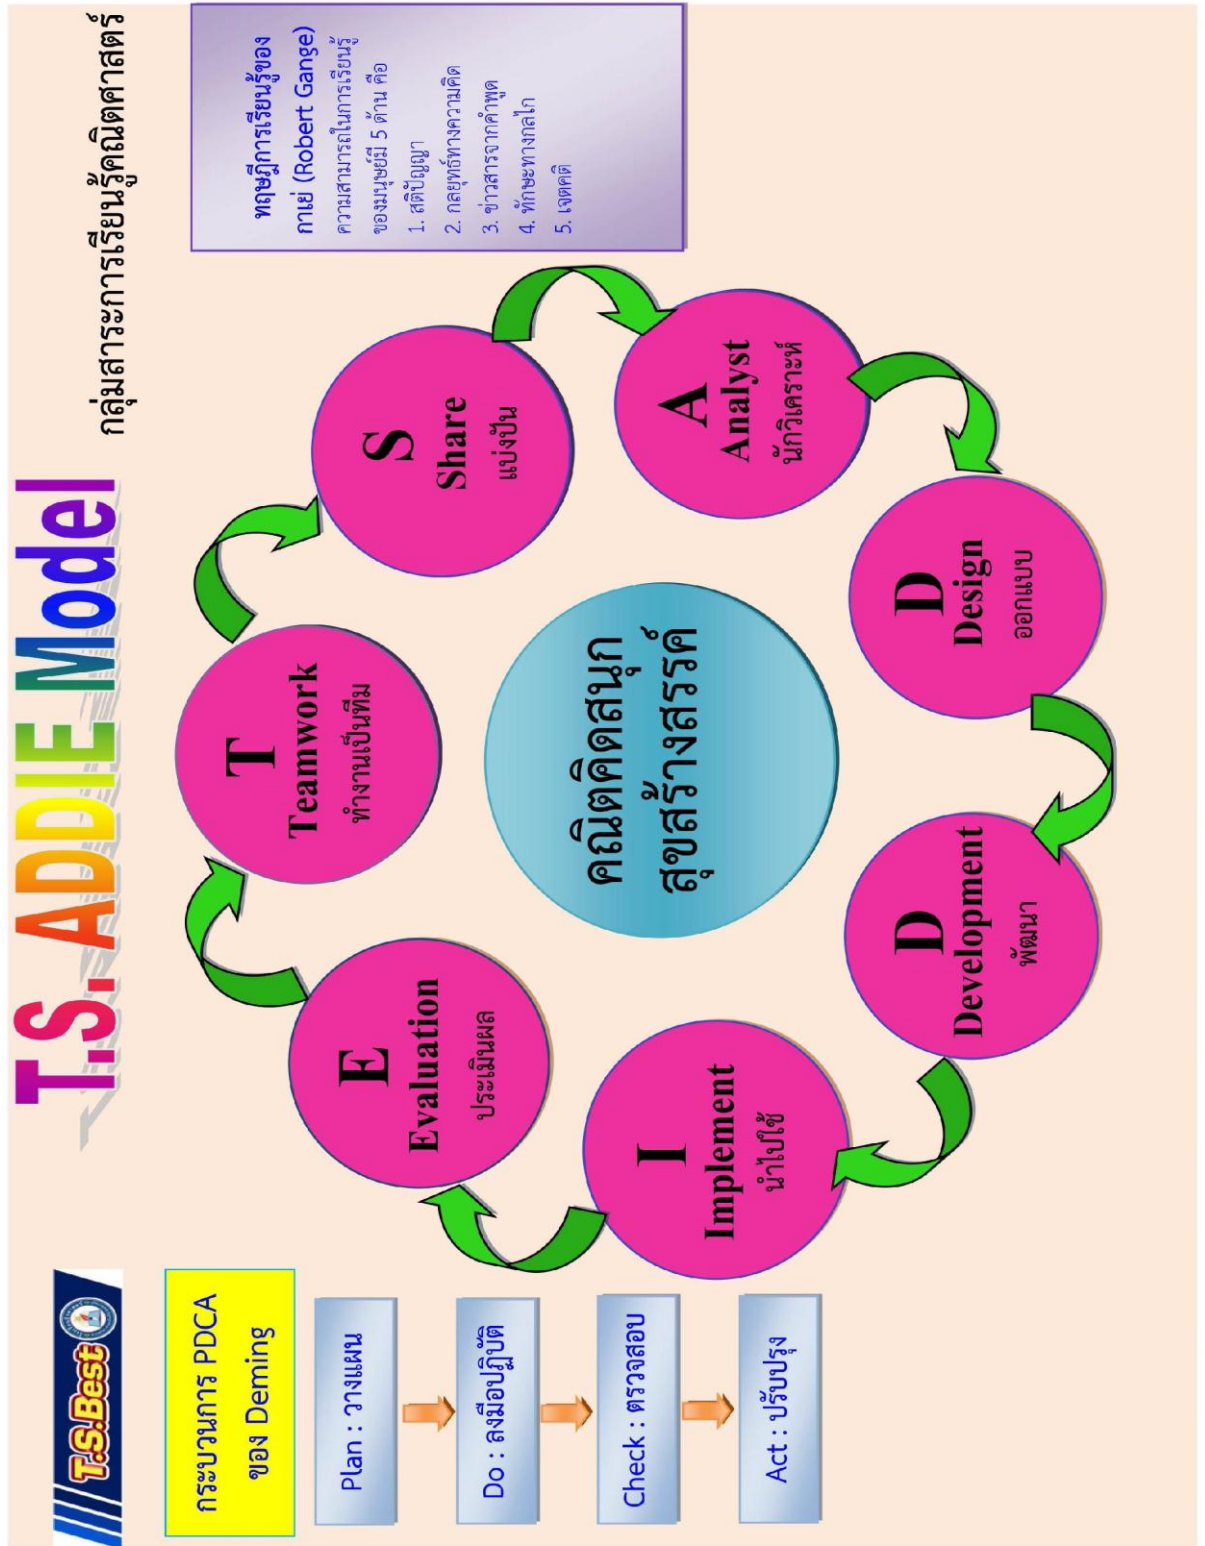 T.S.Best
T.S. ADDIE Model
กลุ่มสาระการเรียนรู้คณิตศาสตร์
กระบวนการ PDCA
ของ Deming
Plan : วางแผน
Do : ลงมือปฏิบัติ
Check : ตรวจสอบ
Act : ปรับปรุง
T
Teamwork
ทำงานเป็นทีม
S
Share
แบ่งปัน
A
Analyst
นักวิเคราะห์
D
Design
ออกแบบ
D
Development
พัฒนา
I
Implement
นำไปใช้
E
Evaluation
ประเมินผล
คณิตคิดสนุก
สุขสร้างสรรค์
ทฤษฎีการเรียนรู้ของ
กาเย่ (Robert Gange)
ความสามารถในการเรียนรู้
ของมนุษย์มี 5 ด้าน คือ
1. สติปัญญา
2. กลยุทธ์ทางความคิด
3. ข่าวสารจากคำพูด
4. ทักษะทางกลไก
5. เจตคติ